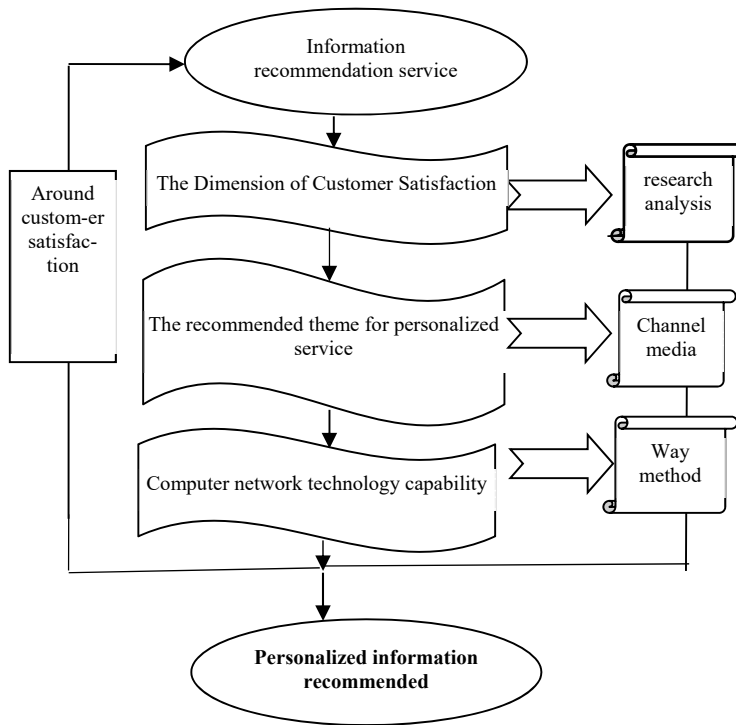 Information
recommendation service
The Dimension of Customer Satisfaction
research
analysis
Around
custom-er
satisfac-
tion
The recommended theme for personalized
service
Channel
media
Computer network technology capability
Way
method
Personalized information
recommended